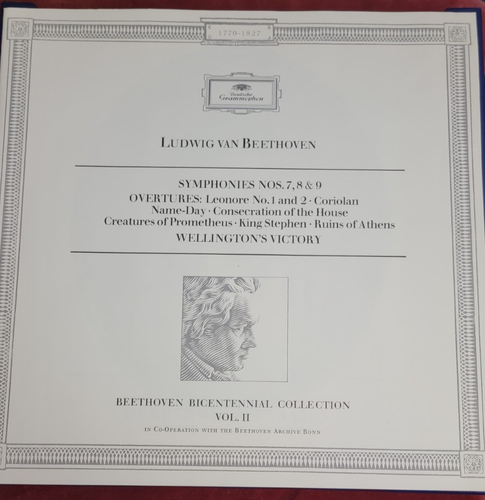 1770-1827
Deutsche
Grammophon
LUDWIG VAN BEETHOVEN
SYMPHONIES NOS. 7, 8 & 9
OVERTURES: Leonore No. 1 and 2 · Coriolan
Name-Day · Consecration of the House
Creatures of Prometheus · King Stephen · Ruins of Athens
WELLINGTON'S VICTORY
BEETHOVEN BICENTENNIAL COLLECTION
VOL. II
IN CO-OPERATION WITH THE BEETHOVEN ARCHIVE BONN